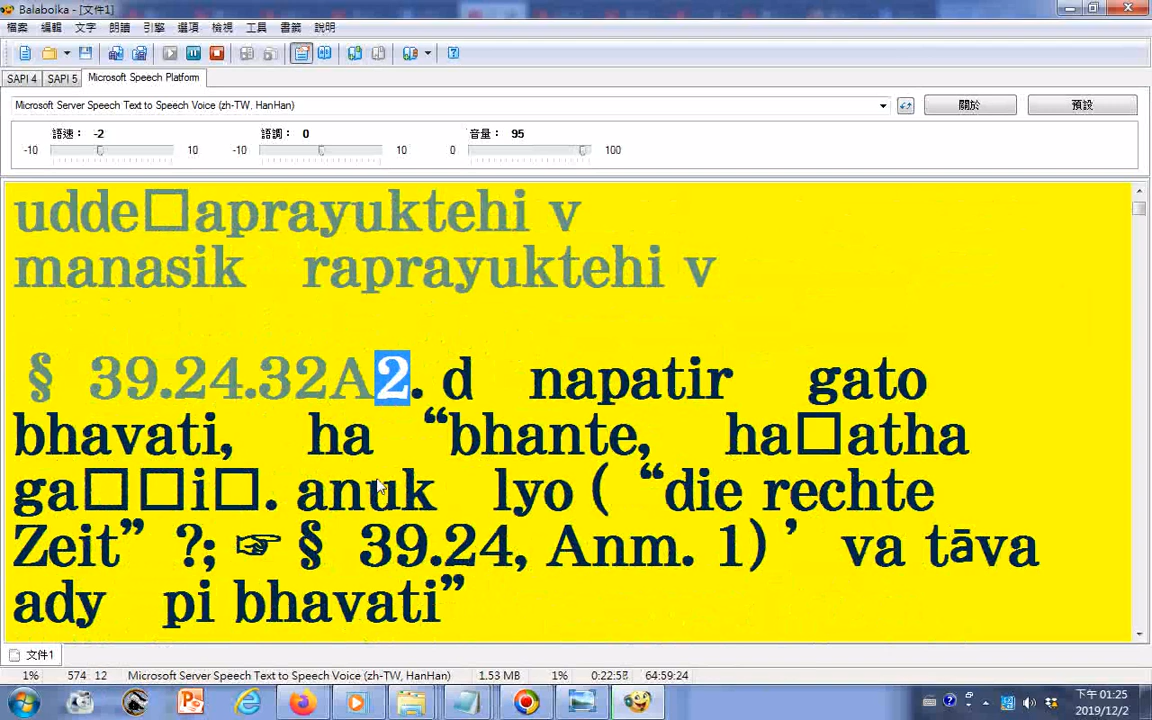 Balabolka - [文件1]
檔案 編輯 文字 朗讀 引擎 選項 檢視 工具 書籤 說明
SAPI 4 SAPI 5 Microsoft Speech Platform
Microsoft Server Speech Text to Speech Voice (zh-TW, HanHan) 關於 預設
語速： -2 語調： 0 音量： 95
-10 10 -10 10 0 100
udde□aprayuktehi v
manasik raprayuktehi v
§ 39.24.32A2. d napatir gato
bhavati, ha “bhante, ha□atha
ga□□i□. anuk lyo ( “die rechte
Zeit” ?; ☞ § 39.24, Anm. 1) ’ va tāva
ady pi bhavati”
文件1
1% 574 12 Microsoft Server Speech Text to Speech Voice (zh-TW, HanHan) 1.53 MB 1% 64:59:24
下午 01:25
2019/12/2